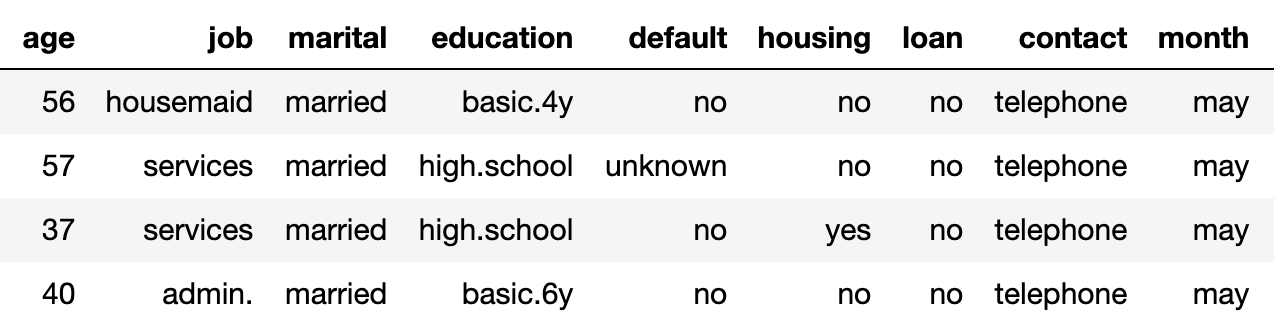 age job marital education default housing loan contact month
56 housemaid married basic.4y no no no telephone may
57 services married high.school unknown no no telephone may
37 services married high.school no yes no telephone may
40 admin. married basic.6y no no no telephone may